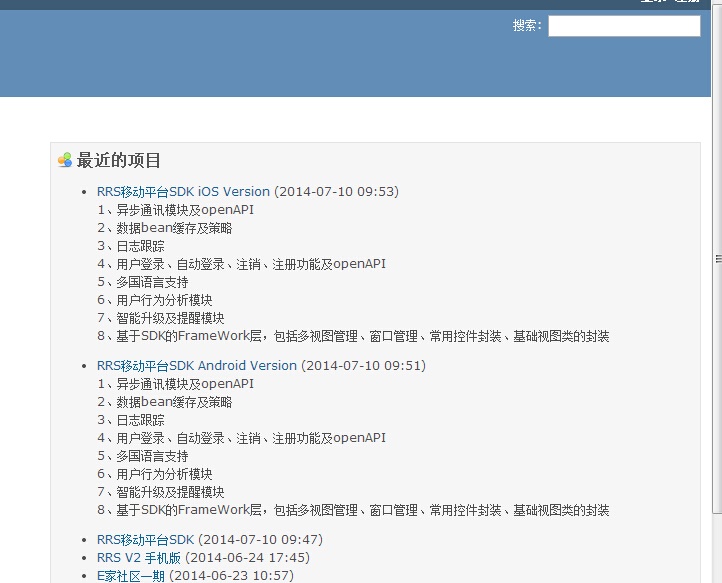 搜索:
最近的项目
RRS移动平台SDK iOS Version (2014-07-10 09:53)
1、异步通讯模块及openAPI
2、数据bean缓存及策略
3、日志跟踪
4、用户登录、自动登录、注销、注册功能及openAPI
5、多国语言支持
6、用户行为分析模块
7、智能升级及提醒模块
8、基于SDK的FrameWork层，包括多视图管理、窗口管理、常用控件封装、基础视图类的封装
RRS移动平台SDK Android Version (2014-07-10 09:51)
1、异步通讯模块及openAPI
2、数据bean缓存及策略
3、日志跟踪
4、用户登录、自动登录、注销、注册功能及openAPI
5、多国语言支持
6、用户行为分析模块
7、智能升级及提醒模块
8、基于SDK的FrameWork层，包括多视图管理、窗口管理、常用控件封装、基础视图类的封装
RRS移动平台SDK (2014-07-10 09:47)
RRS V2 手机版 (2014-06-24 17:45)
E家社区一期 (2014-06-23 10:57)